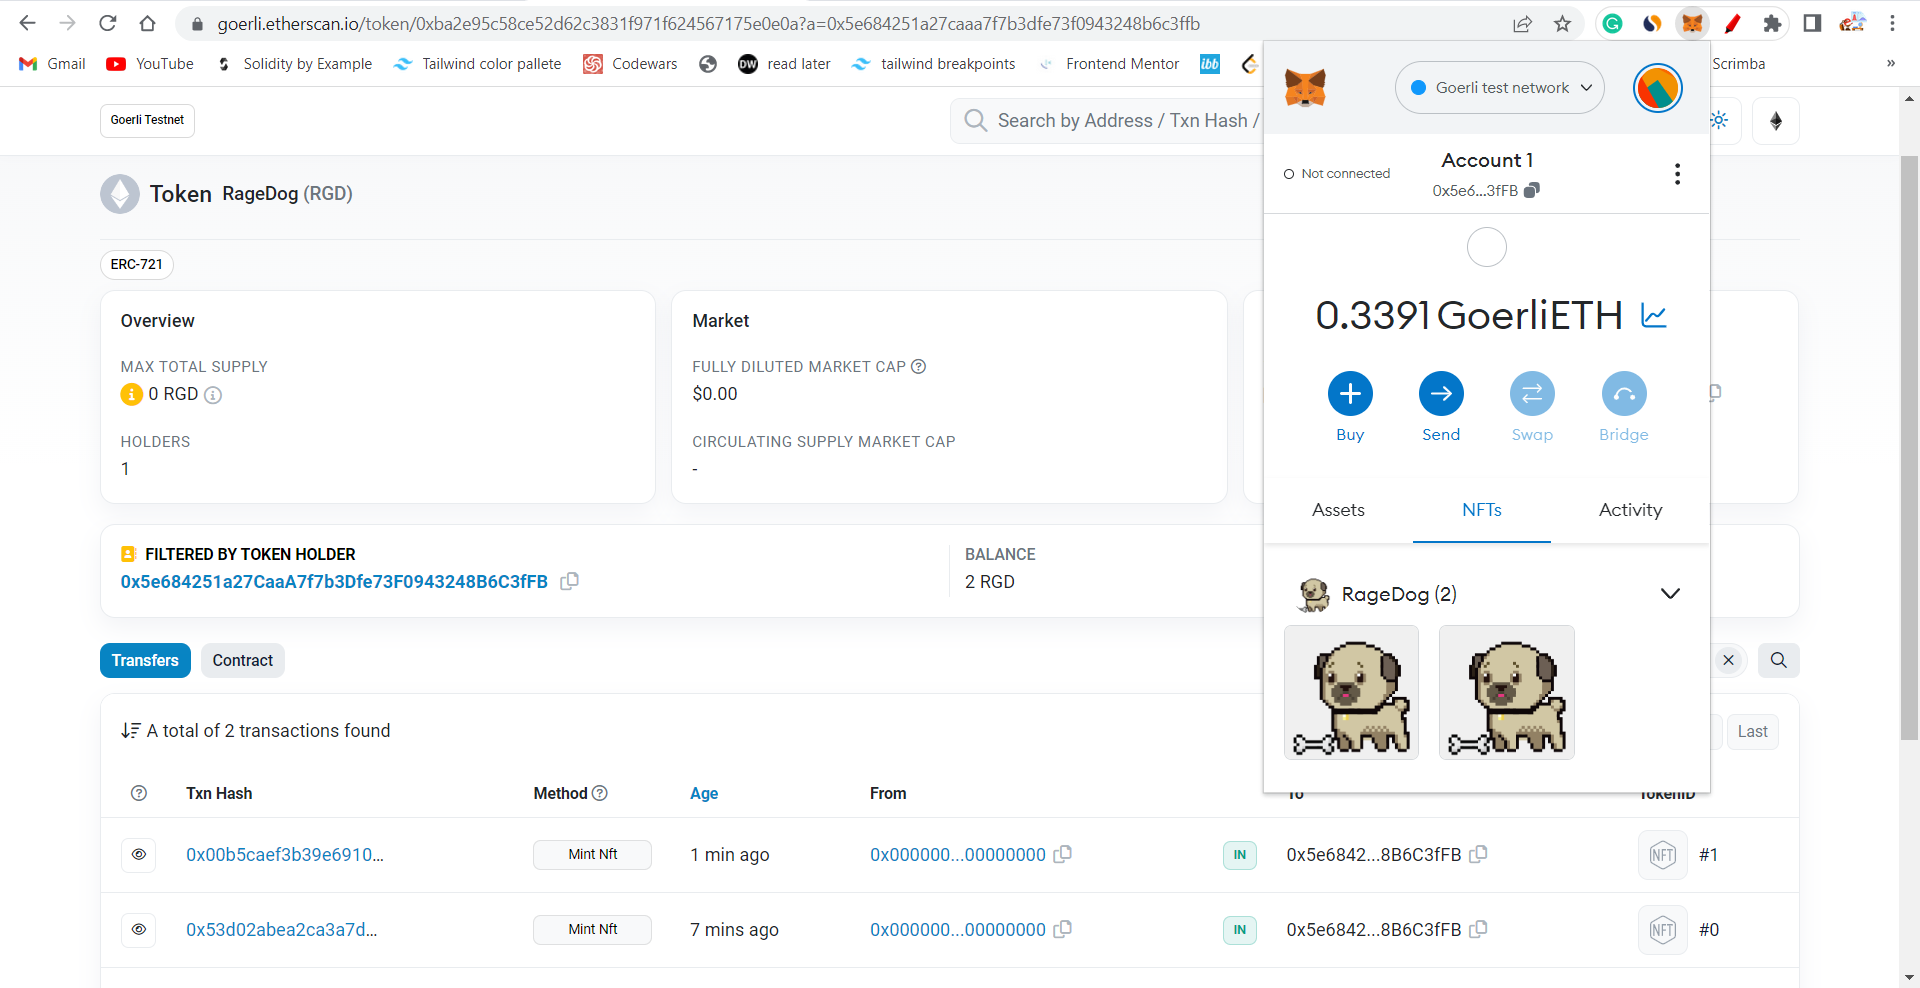 goerli.etherscan.io/token/0xba2e95c58ce52d62c3831f971f624567175e0e0a?a=0x5e684251a27caaa7f7b3dfe73f0943248b6c3ffb
Gmail YouTube Solidity by Example Tailwind color pallete Codewars DW read later tailwind breakpoints Frontend Mentor ibb Scrimba »
Goerli Testnet
Search by Address / Txn Hash /
Token RageDog (RGD)
ERC-721
Overview
MAX TOTAL SUPPLY
0 RGD
HOLDERS
1
Market
FULLY DILUTED MARKET CAP
$0.00
CIRCULATING SUPPLY MARKET CAP
-
FILTERED BY TOKEN HOLDER
0x5e684251a27CaaA7f7b3Dfe73F0943248B6C3fFB
BALANCE
2 RGD
Transfers Contract
A total of 2 transactions found
Last
Txn Hash Method Age From To TokenID
0x00b5caef3b39e6910... Mint Nft 1 min ago 0x000000...00000000 IN 0x5e6842...8B6C3fFB NFT #1
0x53d02abea2ca3a7d... Mint Nft 7 mins ago 0x000000...00000000 IN 0x5e6842...8B6C3fFB NFT #0
Goerli test network
Not connected
Account 1
0x5e6...3fFB
0.3391 GoerliETH
Buy Send Swap Bridge
Assets NFTs Activity
RageDog (2)